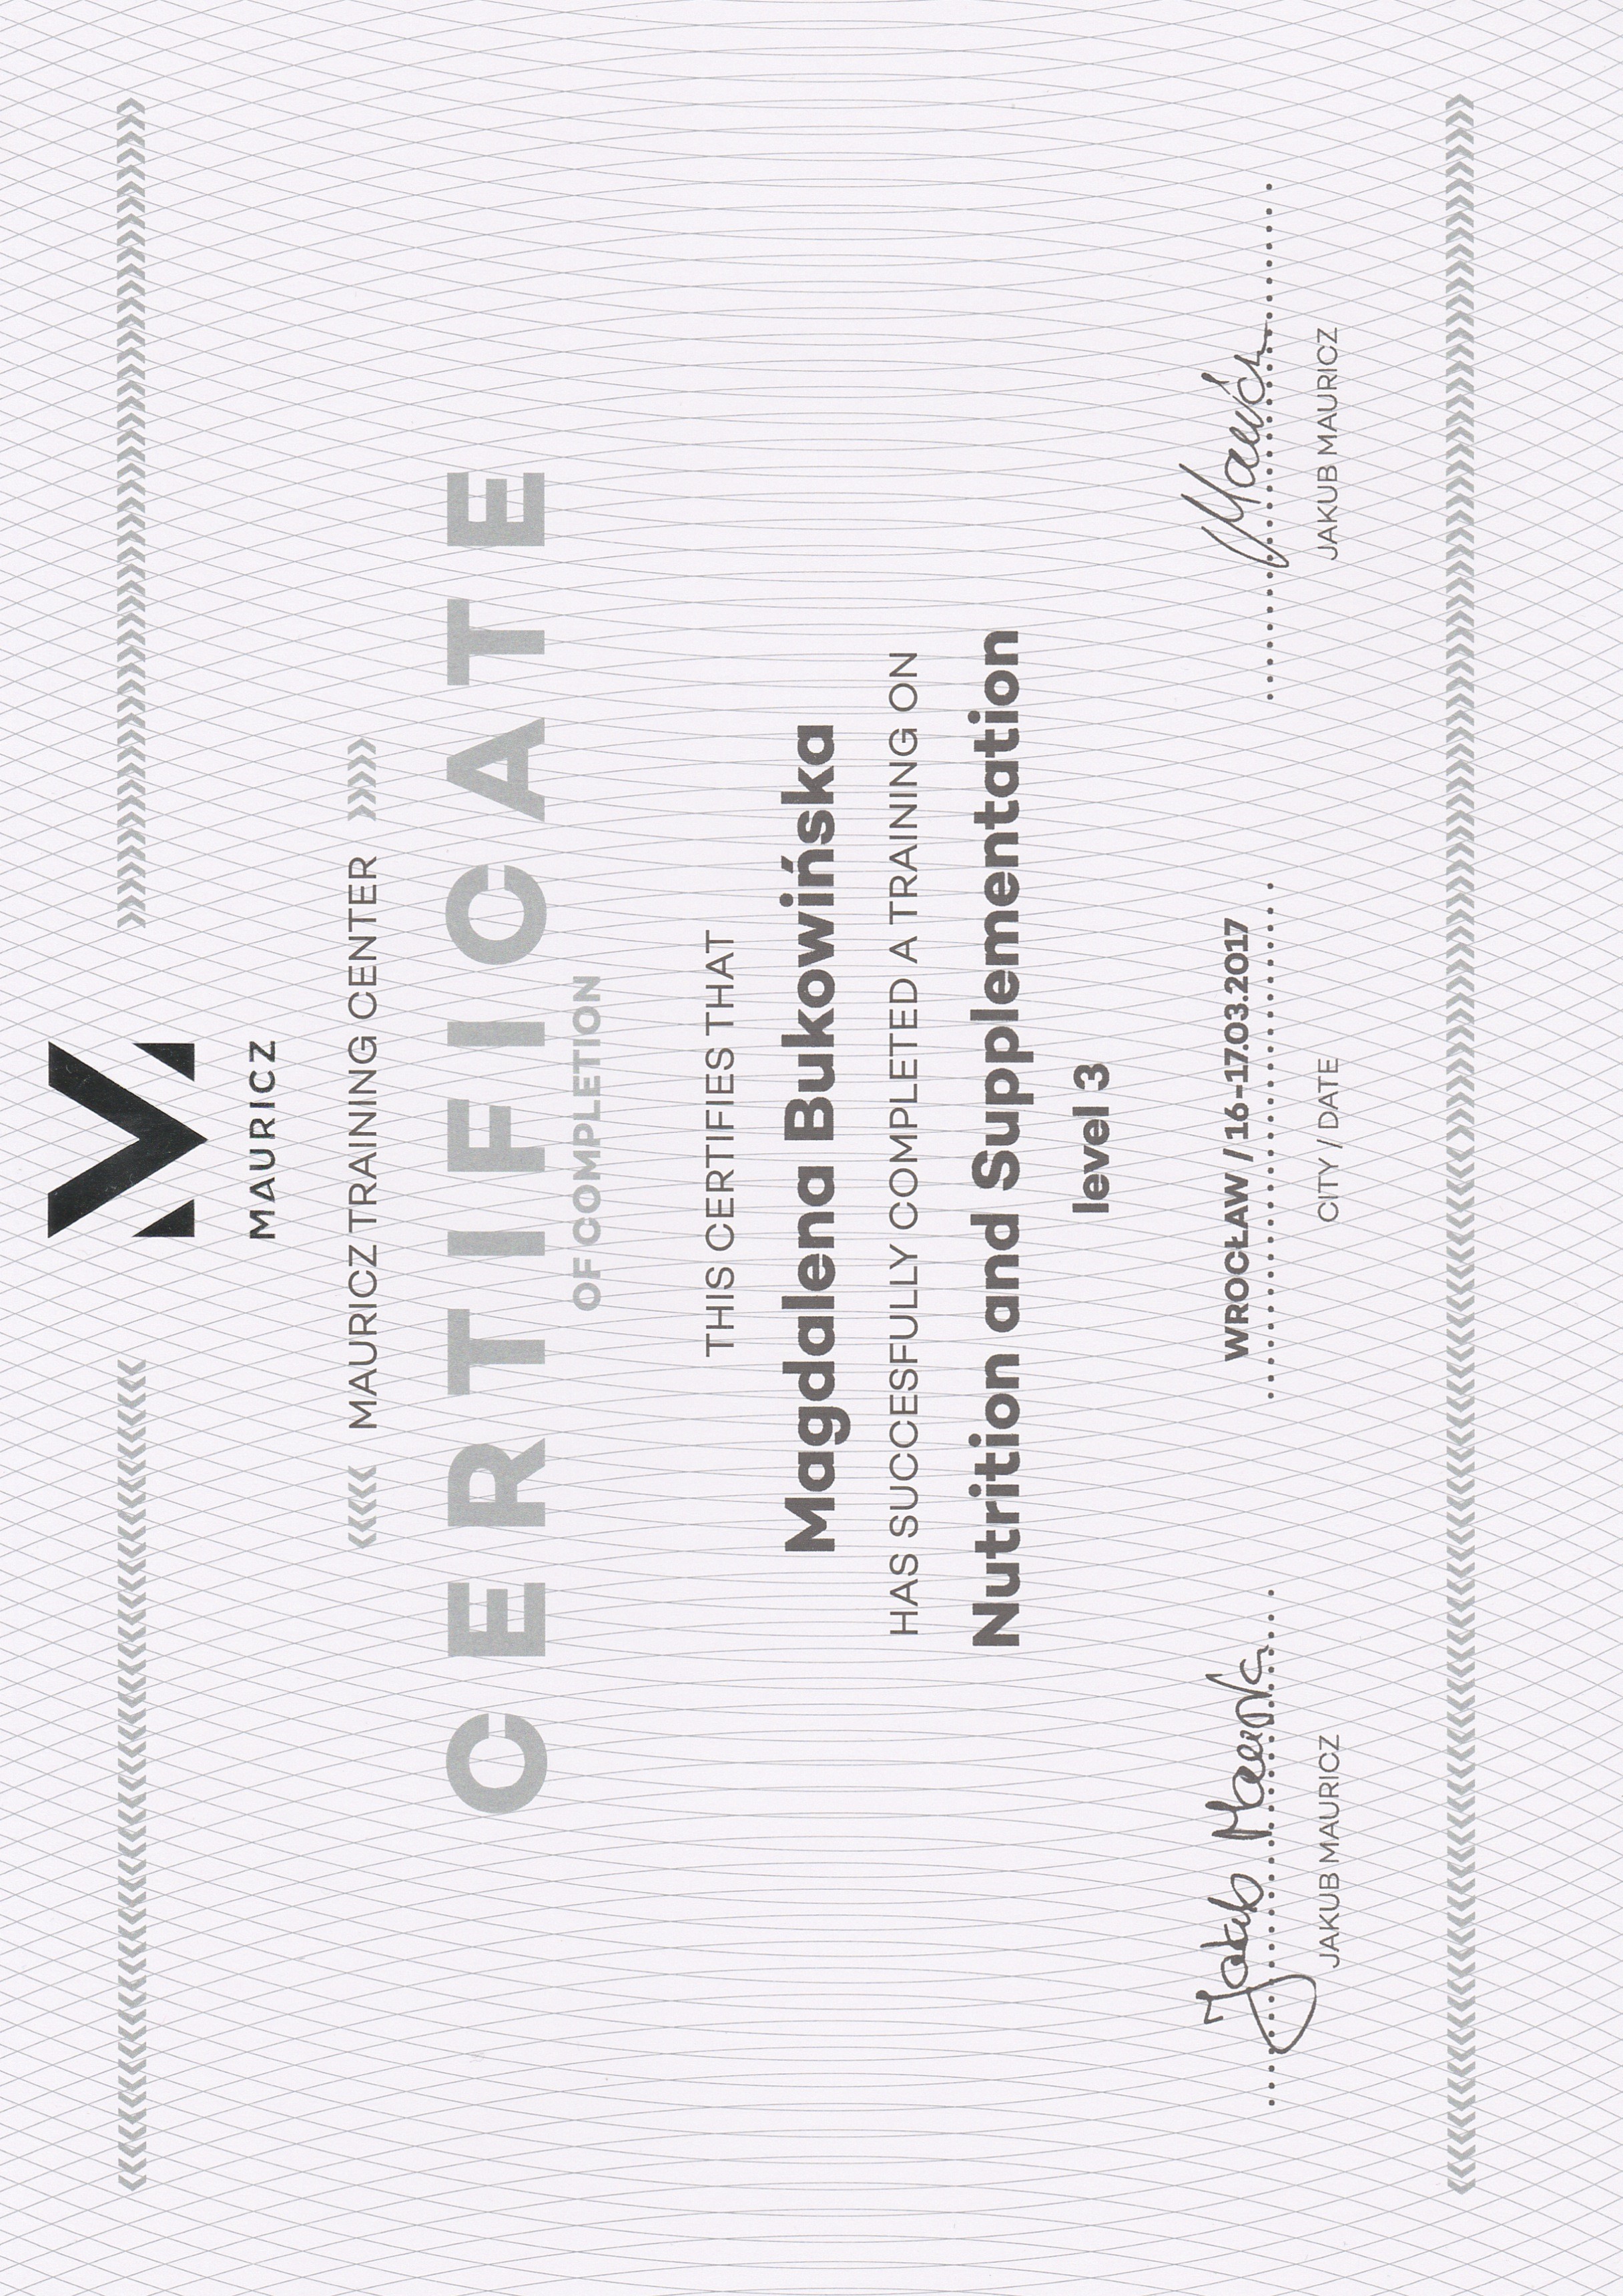 MAURICZ
MAURICZ TRAINING CENTER
CERTIFICATE
OF COMPLETION
THIS CERTIFIES THAT
Magdalena Bukowińska
HAS SUCCESFULLY COMPLETED A TRAINING ON
Nutrition and Supplementation
level 3
Jakub Mauricz
WROCŁAW / 16-17.03.2017
Mauricz
JAKUB MAURICZ
CITY / DATE
JAKUB MAURICZ